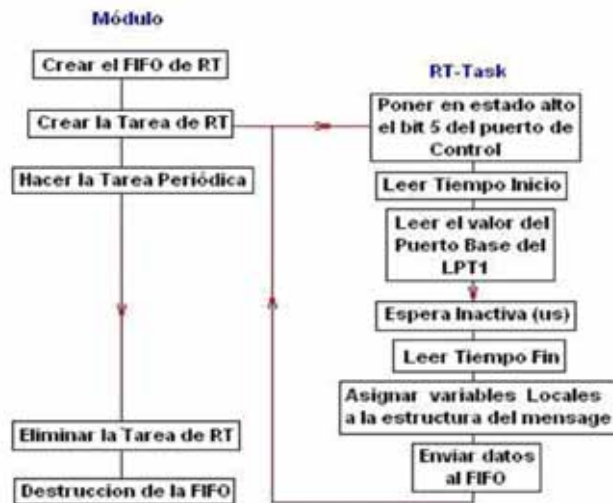 Módulo
Crear el FIFO de RT
Crear la Tarea de RT
Hacer la Tarea Periódica
Eliminar la Tarea de RT
Destruccion de la FIFO
RT-Task
Poner en estado alto
el bit 5 del puerto de
Control
Leer Tiempo Inicio
Leer el valor del
Puerto Base del
LPT1
Espera Inactiva (us)
Leer Tiempo Fin
Asignar variables Locales
a la estructura del mensage
Enviar datos
al FIFO